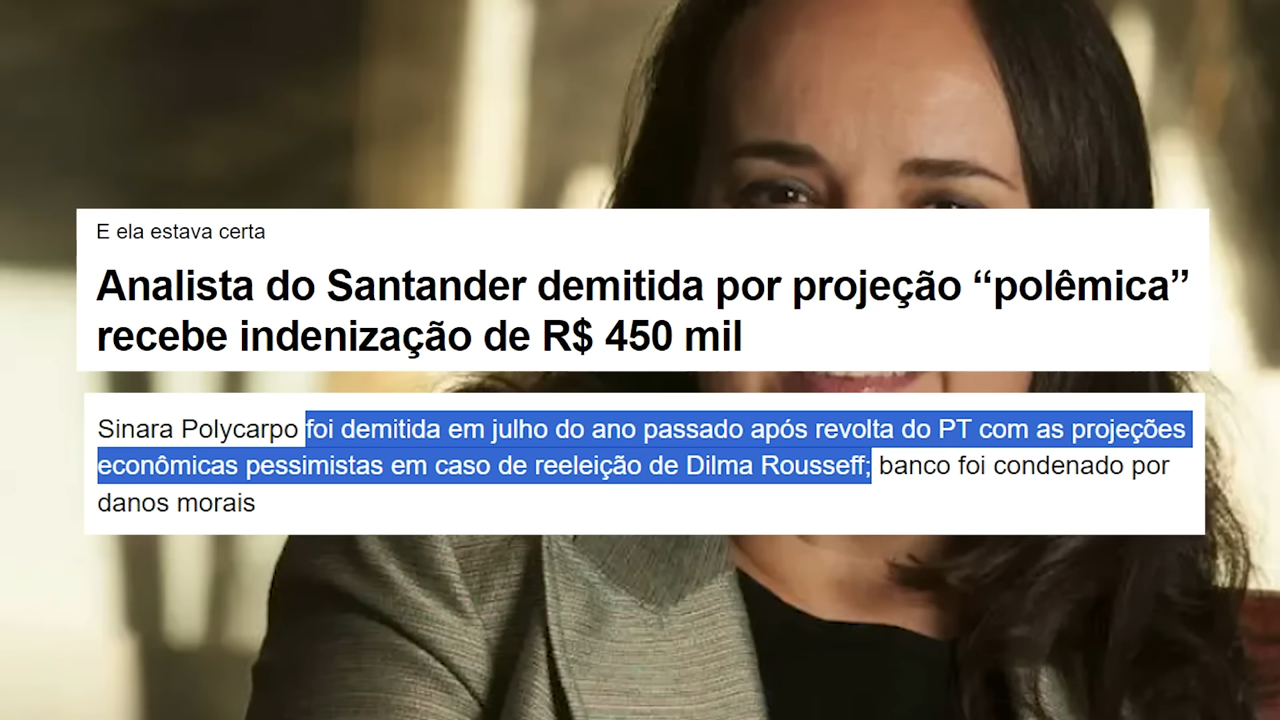 E ela estava certa
Analista do Santander demitida por projeção “polêmica”
recebe indenização de R$ 450 mil
Sinara Polycarpo foi demitida em julho do ano passado após revolta do PT com as projeções
econômicas pessimistas em caso de reeleição de Dilma Rousseff; banco foi condenado por
danos morais